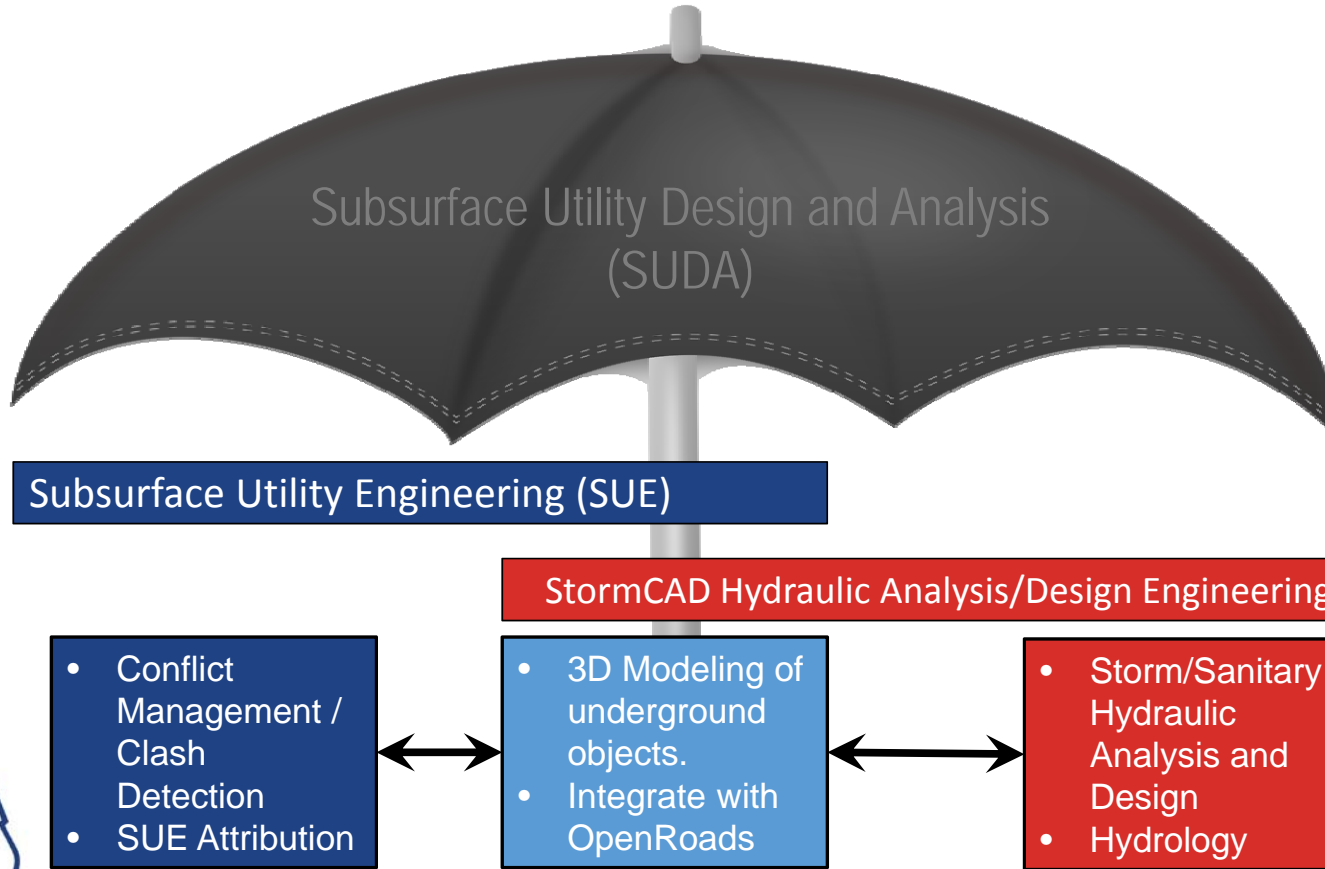 Subsurface Utility Design and Analysis
(SUDA)
Subsurface Utility Engineering (SUE)
StormCAD Hydraulic Analysis/Design Engineering
• Conflict
Management /
Clash
Detection
• SUE Attribution
• 3D Modeling of
underground
objects.
• Integrate with
OpenRoads
• Storm/Sanitary
Hydraulic
Analysis and
Design
• Hydrology